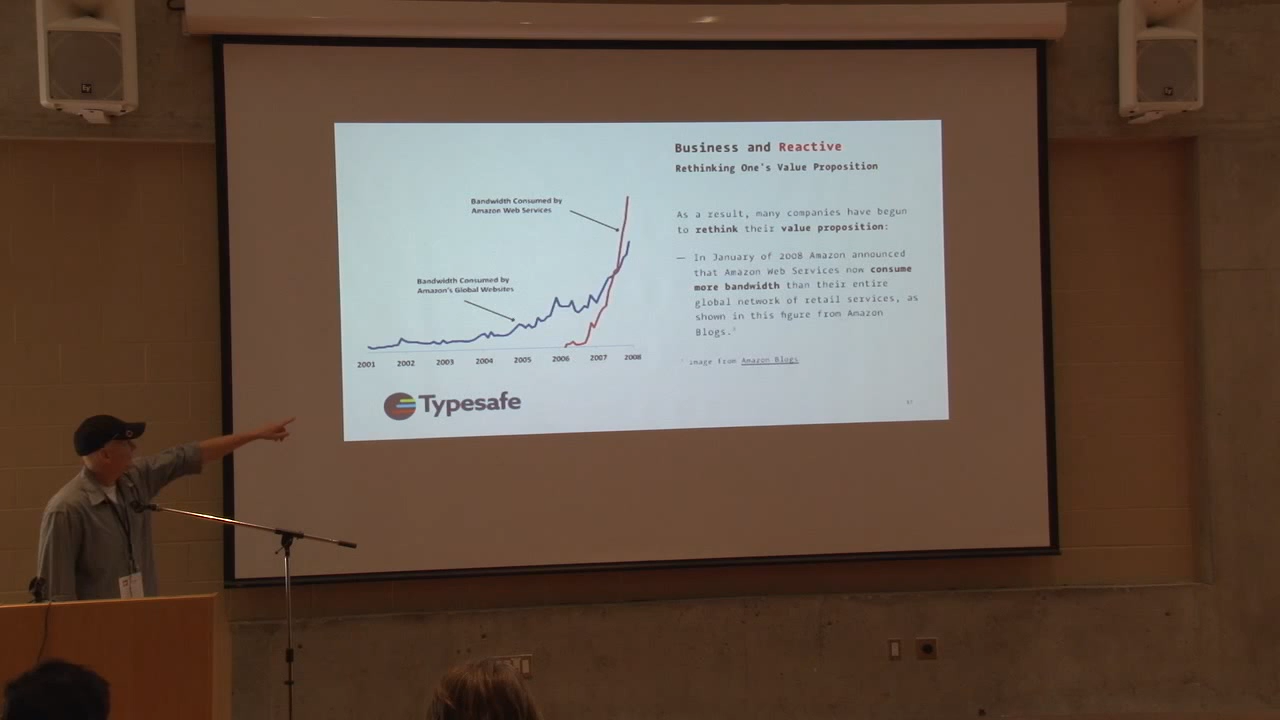 Business and Reactive
Rethinking One's Value Proposition
Bandwidth Consumed by
Amazon Web Services
As a result, many companies have begun
to rethink their value proposition:
— In January of 2008 Amazon announced
that Amazon Web Services now consume
more bandwidth than their entire
global network of retail services, as
shown in this figure from Amazon
Blogs.
Bandwidth Consumed by
Amazon's Global Websites
image from Amazon Blogs
2001 2002 2003 2004 2005 2006 2007 2008
Typesafe